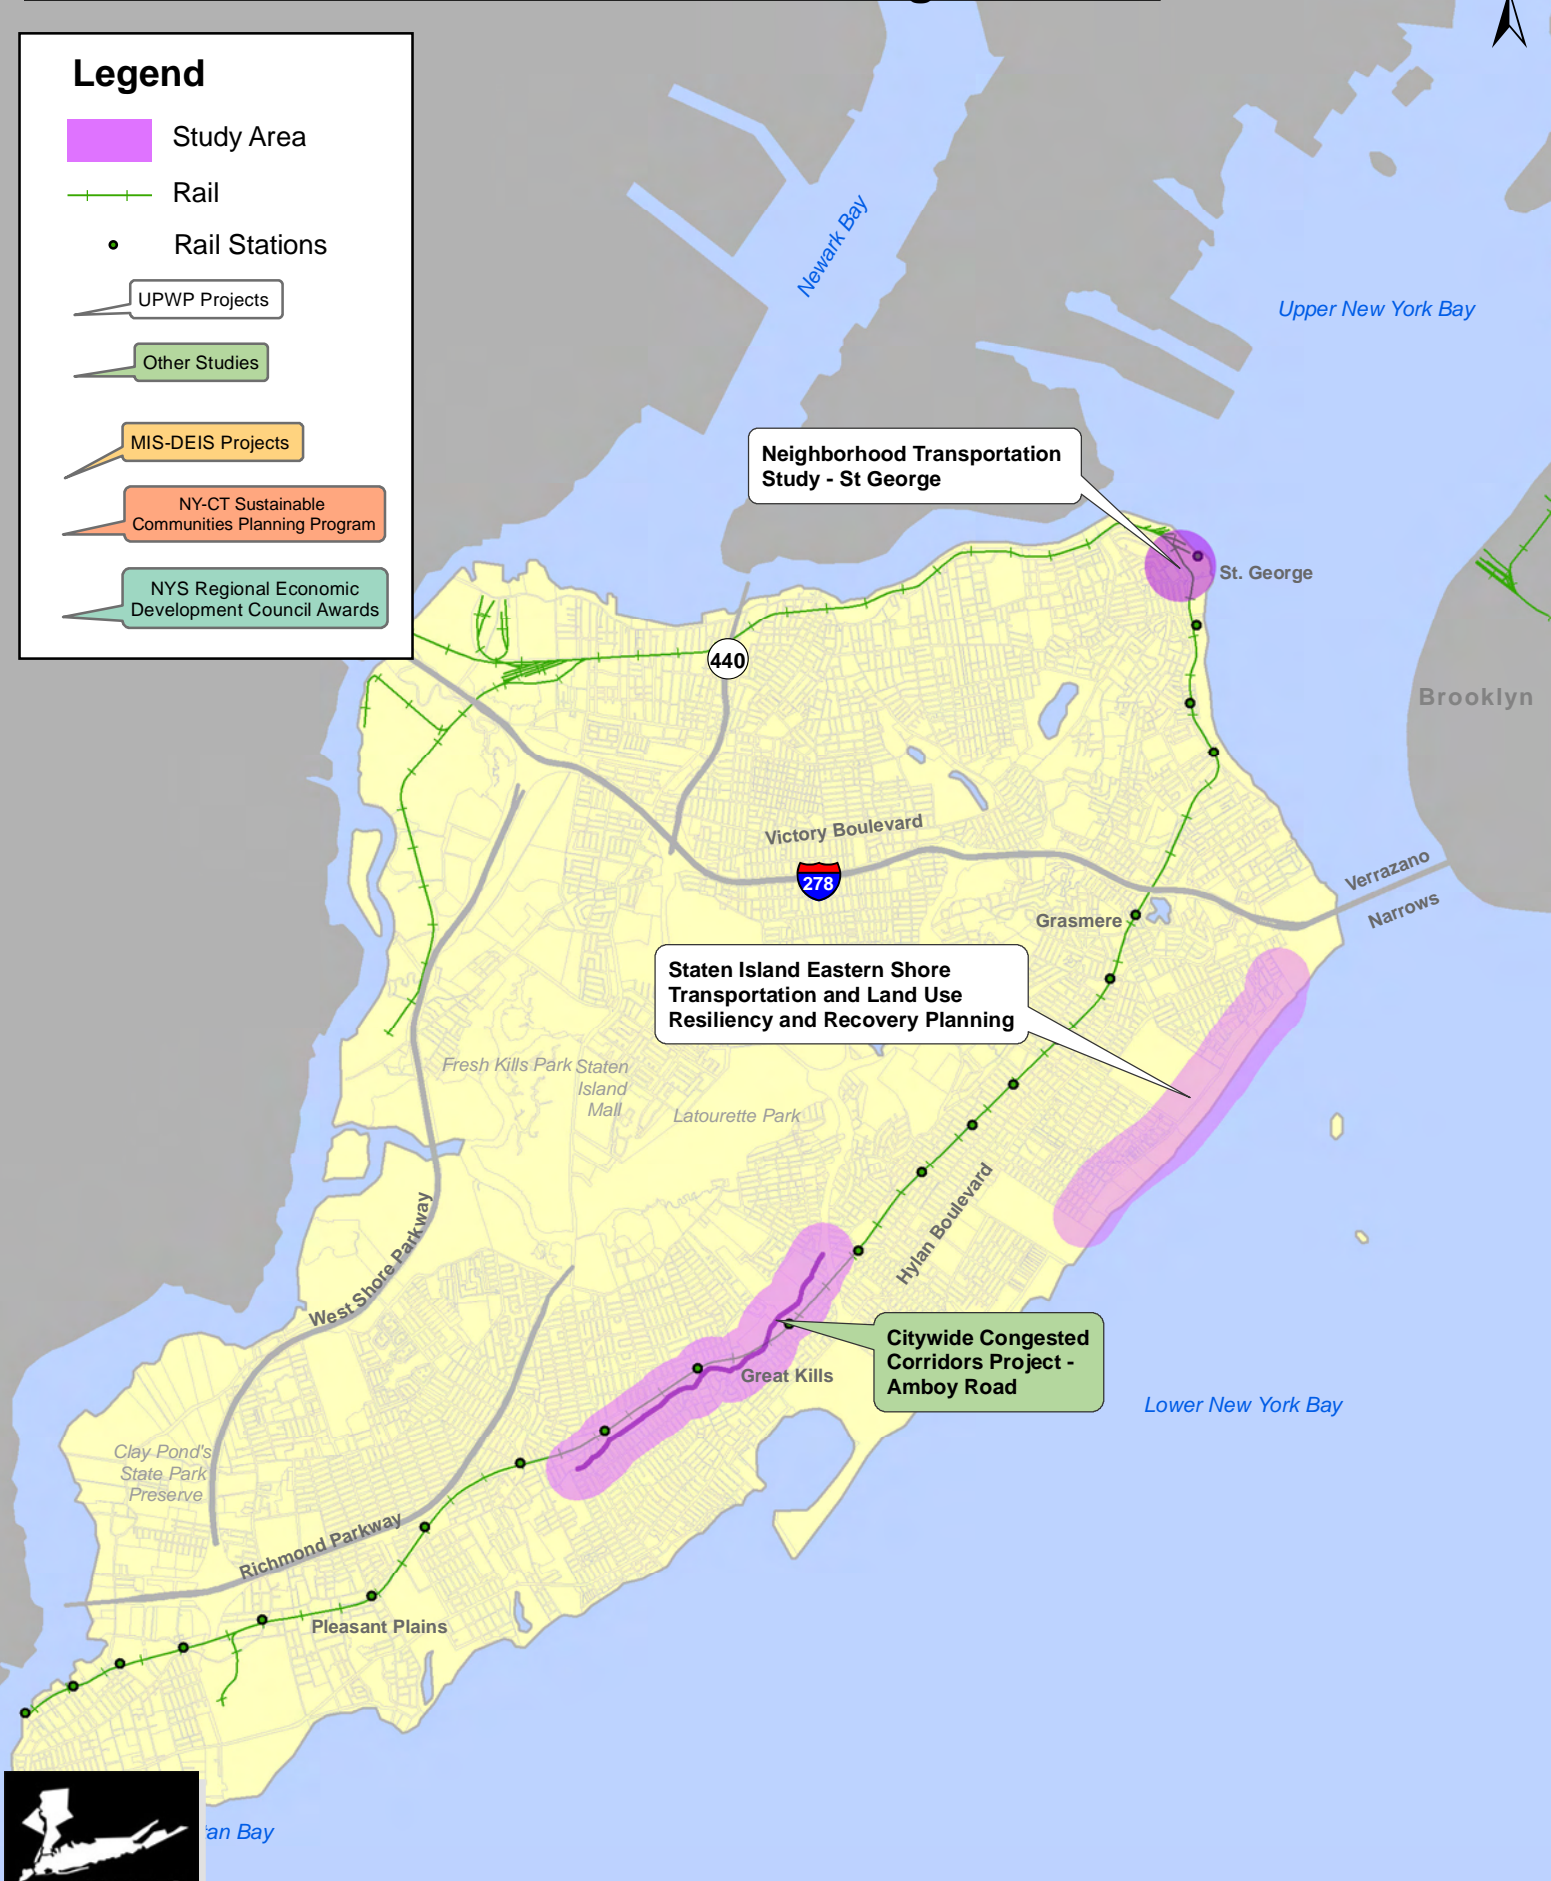 Legend
Study Area
Rail
Rail Stations
UPWP Projects
Other Studies
MIS-DEIS Projects
NY-CT Sustainable
Communities Planning Program
NYS Regional Economic
Development Council Awards
Newark Bay
Upper New York Bay
Neighborhood Transportation
Study - St George
St. George
440
Brooklyn
Victory Boulevard
278
Verrazano
Narrows
Grasmere
Staten Island Eastern Shore
Transportation and Land Use
Resiliency and Recovery Planning
Fresh Kills Park
Staten
Island
Mall
Latourette Park
West Shore Parkway
Hylan Boulevard
Citywide Congested
Corridors Project -
Amboy Road
Great Kills
Lower New York Bay
Clay Pond's
State Park
Preserve
Richmond Parkway
Pleasant Plains
Bay